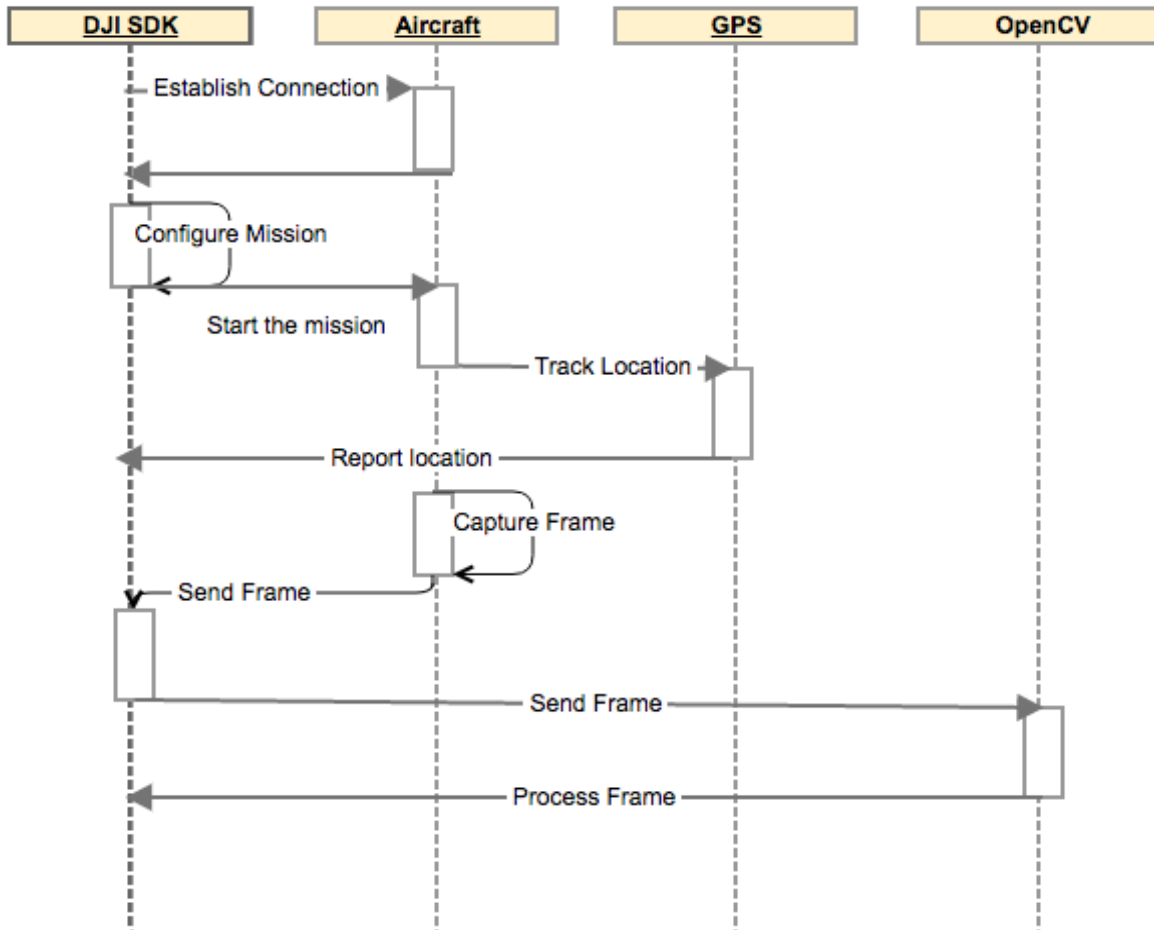 DJI SDK
Aircraft
GPS
OpenCV
Establish Connection
Configure Mission
Start the mission
Track Location
Report location
Capture Frame
Send Frame
Send Frame
Process Frame